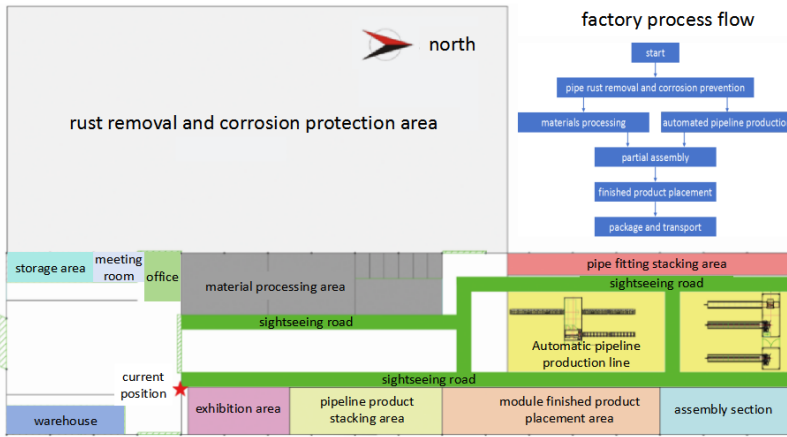 factory process flow
north
start
pipe rust removal and corrosion prevention
rust removal and corrosion protection area
materials processing
automated pipeline production
partial assembly
finished product placement
package and transport
storage area
meeting
room
office
material processing area
pipe fitting stacking area
sightseeing road
sightseeing road
Automatic pipeline
production line
current
position
sightseeing road
warehouse
exhibition area
pipeline product
stacking area
module finished product
placement area
assembly section